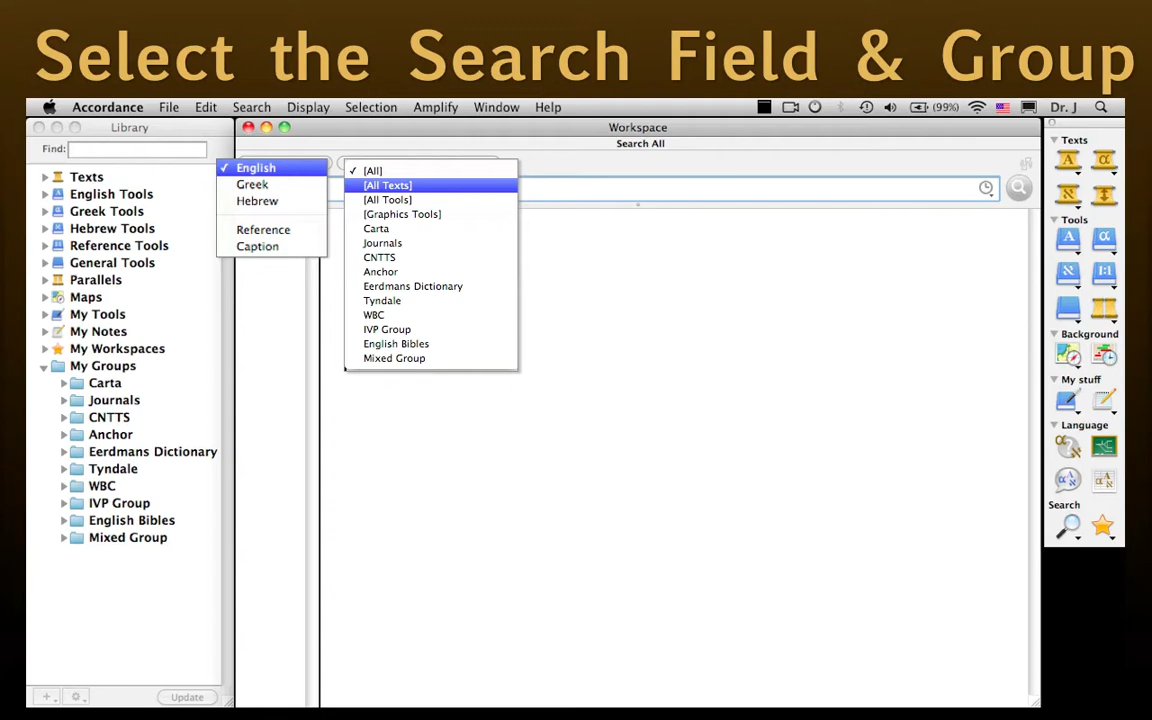 Select the Search Field & Group
Accordance File Edit Search Display Selection Amplify Window Help (99%) Dr. J
Library
Workspace
Search All
Find:
Texts
English Tools
Greek Tools
Hebrew Tools
Reference Tools
General Tools
Parallels
Maps
My Tools
My Notes
My Workspaces
My Groups
Carta
Journals
CNTTS
Anchor
Eerdmans Dictionary
Tyndale
WBC
IVP Group
English Bibles
Mixed Group
Update
✓ English
Greek
Hebrew
Reference
Caption
✓ [All]
[All Texts]
[All Tools]
[Graphics Tools]
Carta
Journals
CNTTS
Anchor
Eerdmans Dictionary
Tyndale
WBC
IVP Group
English Bibles
Mixed Group
Texts
Tools
Background
My stuff
Language
Search